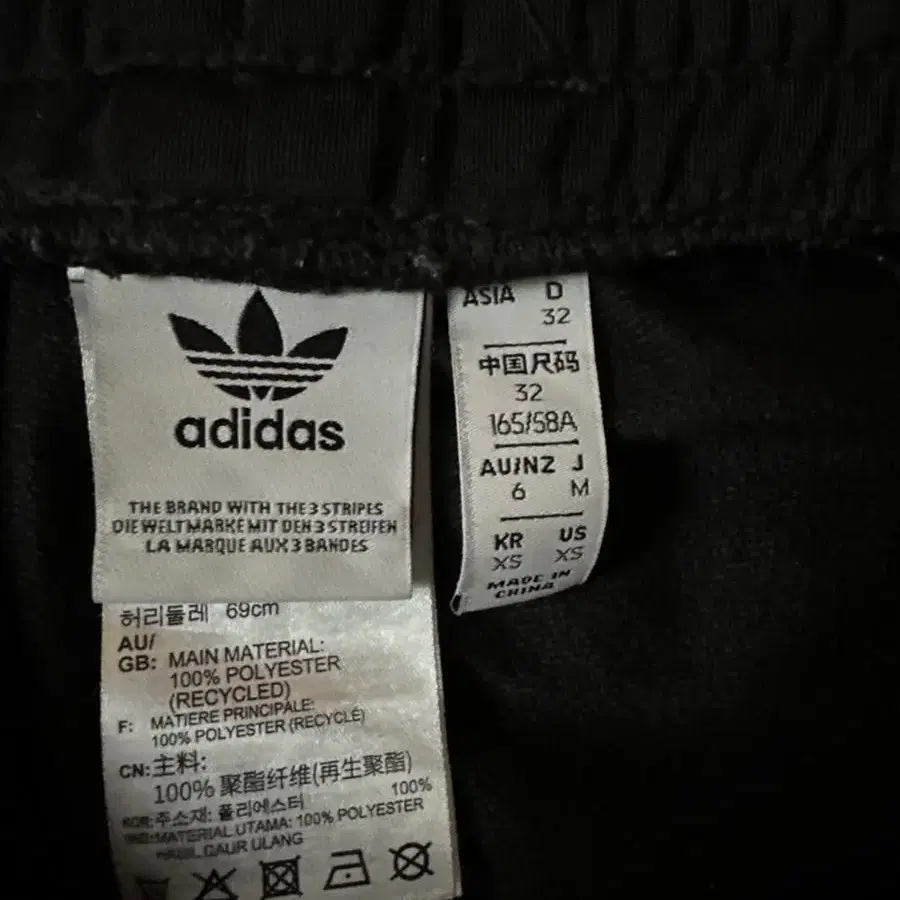 adidas
THE BRAND WITH THE 3 STRIPES
DIE WELTMARKE MIT DEN 3 STREIFEN
LA MARQUE AUX 3 BANDES
허리둘레 69cm
AU/
GB: MAIN MATERIAL:
100% POLYESTER
(RECYCLED)
F: MATIERE PRINCIPALE:
100% POLYESTER (RECYCLÉ)
CN:主料:
100% 聚酯纤维(再生聚酯)
주소재: 폴리에스터 100%
MATERIAL UTAMA: 100% POLYESTER
HASIL DAUR ULANG
ASIA D
32
中国尺码
32
165/58A
AU/NZ J
6 M
KR US
XS XS
MADE IN
CHINA